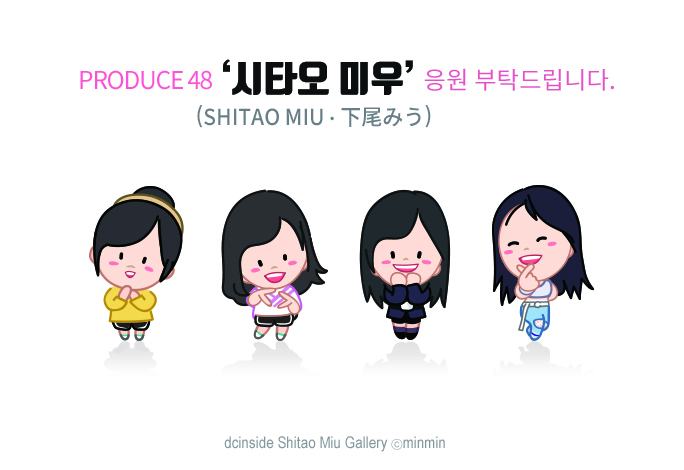 PRODUCE 48 '시타오 미우' 응원 부탁드립니다.
(SHITAO MIU · 下尾みう)
dcinside Shitao Miu Gallery ⓒminmin